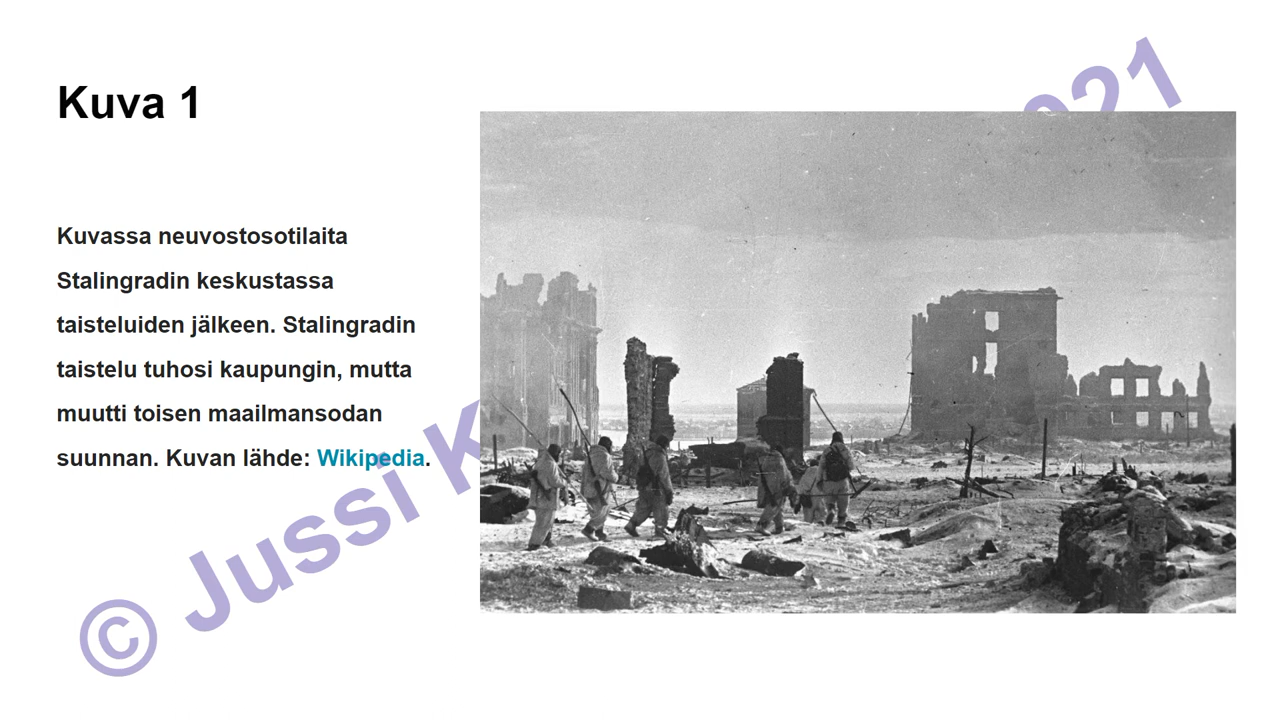 Kuva 1
Kuvassa neuvostosotilaita
Stalingradin keskustassa
taisteluiden jälkeen. Stalingradin
taistelu tuhosi kaupungin, mutta
muutti toisen maailmansodan
suunnan. Kuvan lähde: Wikipedia.
© Jussi